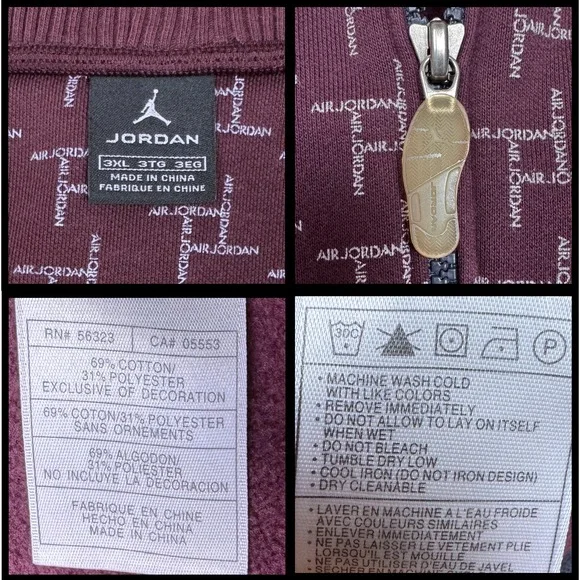 JORDAN
3XL 3TG 3EG
MADE IN CHINA
FABRIQUE EN CHINE
AIR JORDAN
AIR JORDAN
AIR JORDAN
AIR JORDAN
JORDAN
RN# 56323 CA# 05553
69% COTTON/
31% POLYESTER
EXCLUSIVE OF DECORATION
69% COTON/31% POLYESTER
SANS ORNEMENTS
69% ALGODON/
31% POLIESTER
NO INCLUYE LA DECORACION
FABRIQUE EN CHINE
HECHO EN CHINA
MADE IN CHINA
30C P
• MACHINE WASH COLD
WITH LIKE COLORS
• REMOVE IMMEDIATELY
• DO NOT ALLOW TO LAY ON ITSELF
WHEN WET
• DO NOT BLEACH
• TUMBLE DRY LOW
• COOL IRON (DO NOT IRON DESIGN)
• DRY CLEANABLE
• LAVER EN MACHINE A L'EAU FROIDE
AVEC COULEURS SIMILAIRES
• ENLEVER IMMEDIATEMENT
• NE PAS LAISSER LE VETEMENT PLIE
LORSQU'IL EST MOUILLE
• NE PAS UTILISER D'EAU DE JAVEL